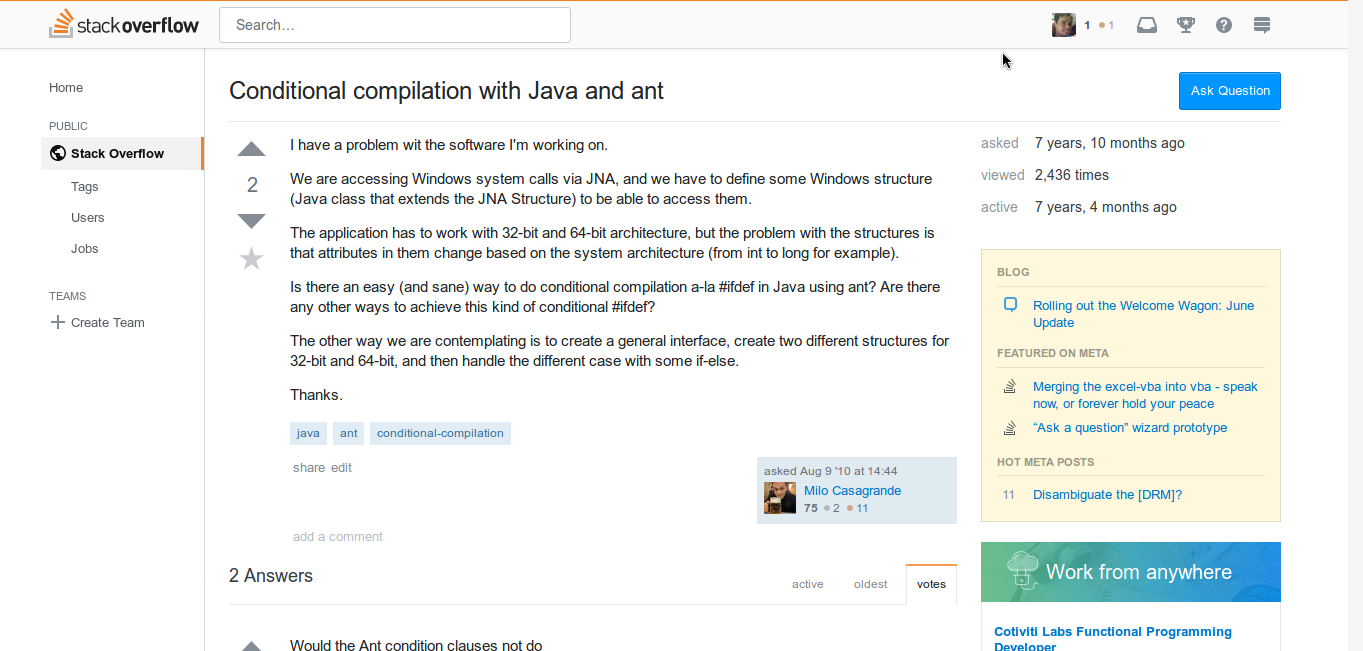 stackoverflow
Search...
1 1
Home
PUBLIC
Stack Overflow
Tags
Users
Jobs
TEAMS
Create Team
Conditional compilation with Java and ant
Ask Question
2
I have a problem wit the software I'm working on.
We are accessing Windows system calls via JNA, and we have to define some Windows structure
(Java class that extends the JNA Structure) to be able to access them.
The application has to work with 32-bit and 64-bit architecture, but the problem with the structures is
that attributes in them change based on the system architecture (from int to long for example).
Is there an easy (and sane) way to do conditional compilation a-la #ifdef in Java using ant? Are there
any other ways to achieve this kind of conditional #ifdef?
The other way we are contemplating is to create a general interface, create two different structures for
32-bit and 64-bit, and then handle the different case with some if-else.
Thanks.
java ant conditional-compilation
share edit
asked Aug 9 '10 at 14:44
Milo Casagrande
75 2 11
add a comment
2 Answers
active oldest votes
Would the Ant condition clauses not do
asked 7 years, 10 months ago
viewed 2,436 times
active 7 years, 4 months ago
BLOG
Rolling out the Welcome Wagon: June
Update
FEATURED ON META
Merging the excel-vba into vba - speak
now, or forever hold your peace
“Ask a question” wizard prototype
HOT META POSTS
11 Disambiguate the [DRM]?
Work from anywhere
Cotiviti Labs Functional Programming
Developer